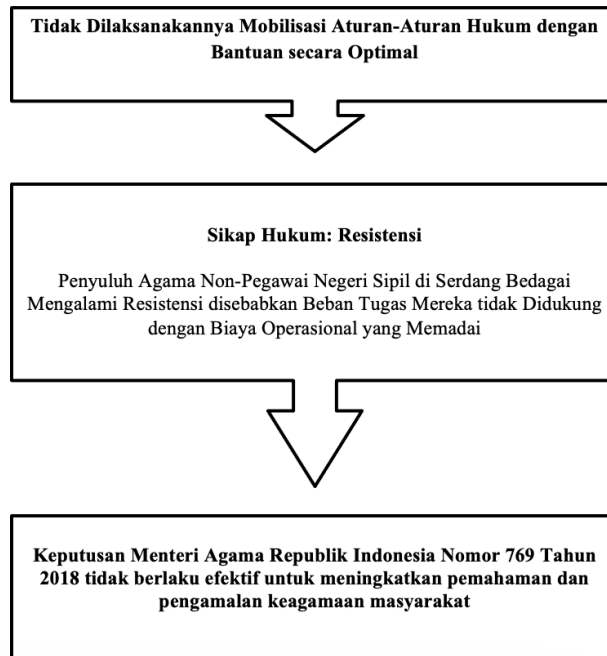 Tidak Dilaksanakannya Mobilisasi Aturan-Aturan Hukum dengan
Bantuan secara Optimal
Sikap Hukum: Resistensi
Penyuluh Agama Non-Pegawai Negeri Sipil di Serdang Bedagai
Mengalami Resistensi disebabkan Beban Tugas Mereka tidak Didukung
dengan Biaya Operasional yang Memadai
Keputusan Menteri Agama Republik Indonesia Nomor 769 Tahun
2018 tidak berlaku efektif untuk meningkatkan pemahaman dan
pengamalan keagamaan masyarakat